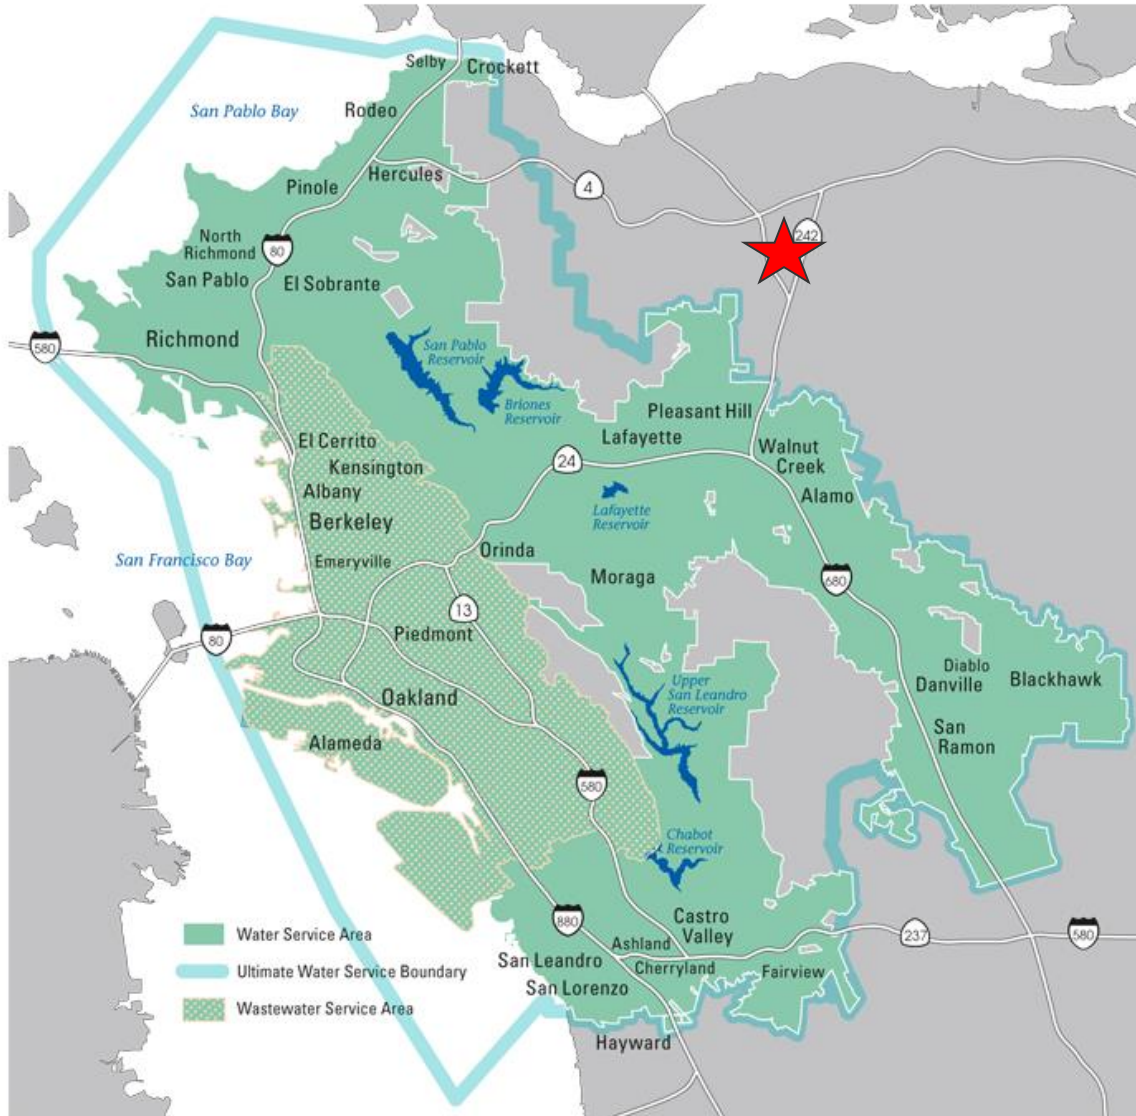 Selby
Crockett
San Pablo Bay
Rodeo
Hercules
Pinole
4
North
Richmond
80
242
San Pablo
El Sobrante
Richmond
580
San Pablo
Reservoir
Briones
Reservoir
Pleasant Hill
Lafayette
El Cerrito
Kensington
24
Walnut
Creek
Albany
Alamo
Lafayette
Reservoir
Berkeley
San Francisco Bay
Emeryville
Orinda
Moraga
680
13
80
Piedmont
Upper
San Leandro
Reservoir
Diablo
Danville
Blackhawk
Oakland
San
Ramon
Alameda
580
Chabot
Reservoir
880
Castro
Valley
237
580
Ashland
Cherryland
San Leandro
Fairview
San Lorenzo
Hayward
Water Service Area
Ultimate Water Service Boundary
Wastewater Service Area